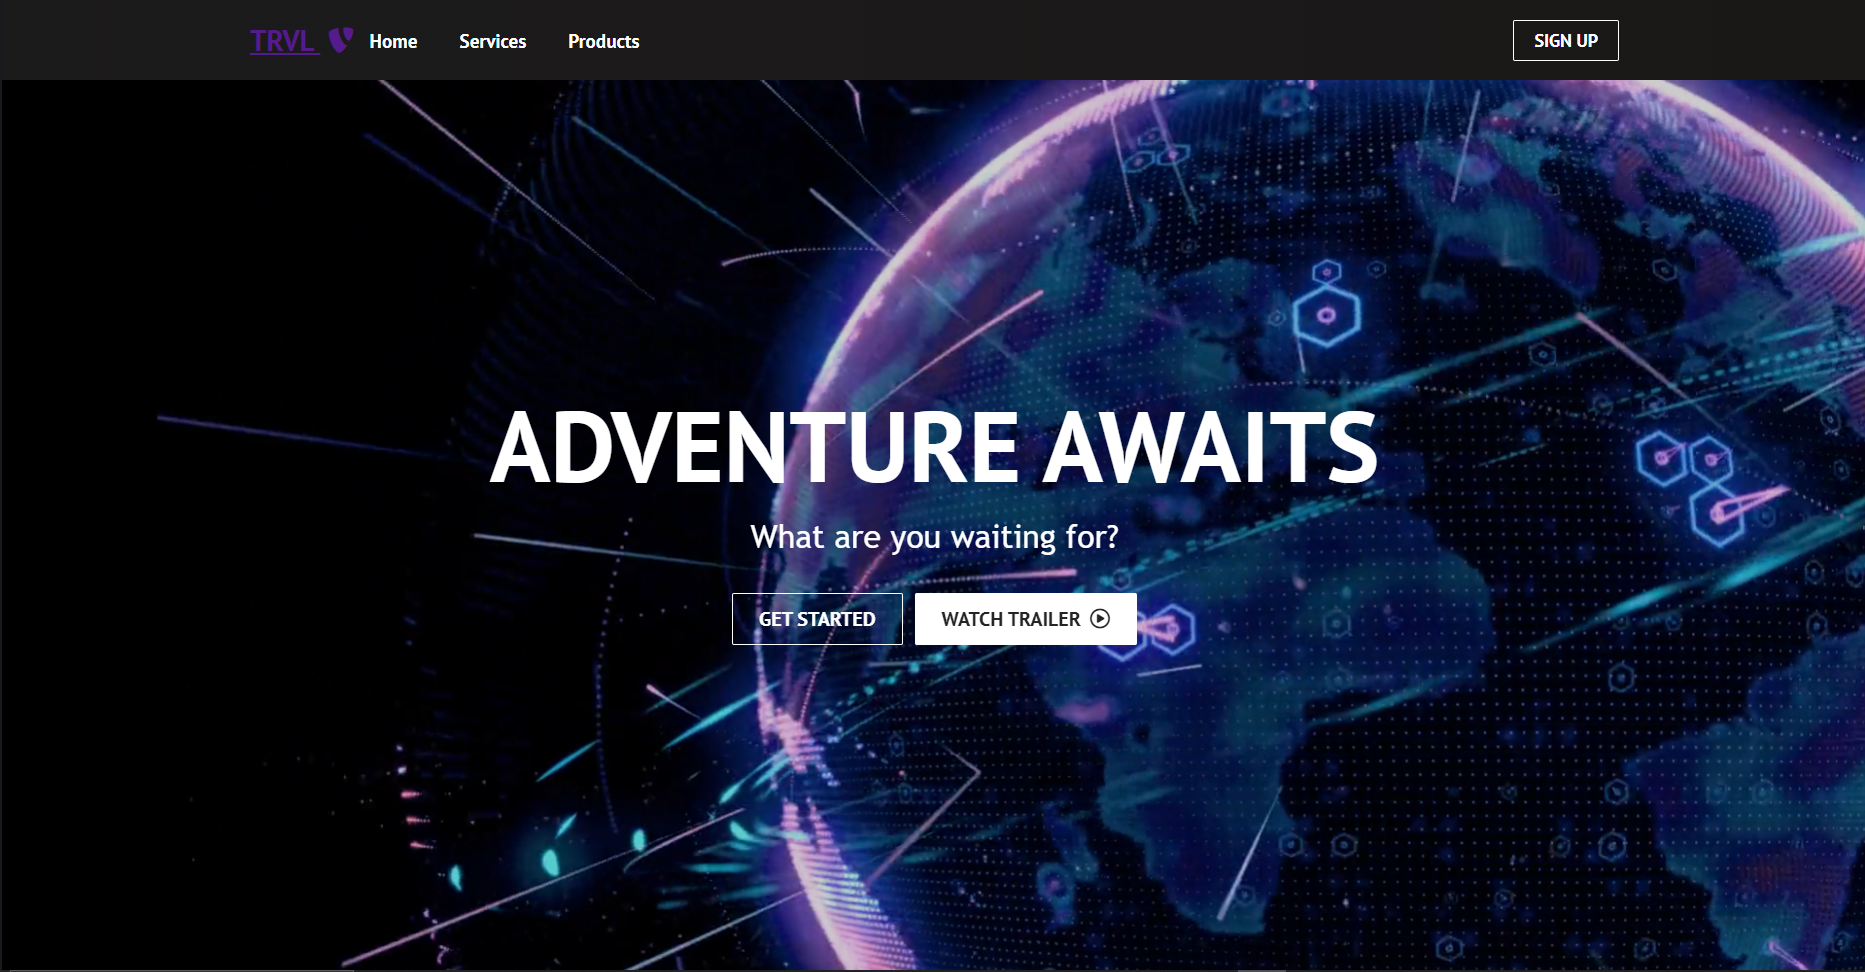 TRVL Home Services Products SIGN UP
ADVENTURE AWAITS
What are you waiting for?
GET STARTED WATCH TRAILER